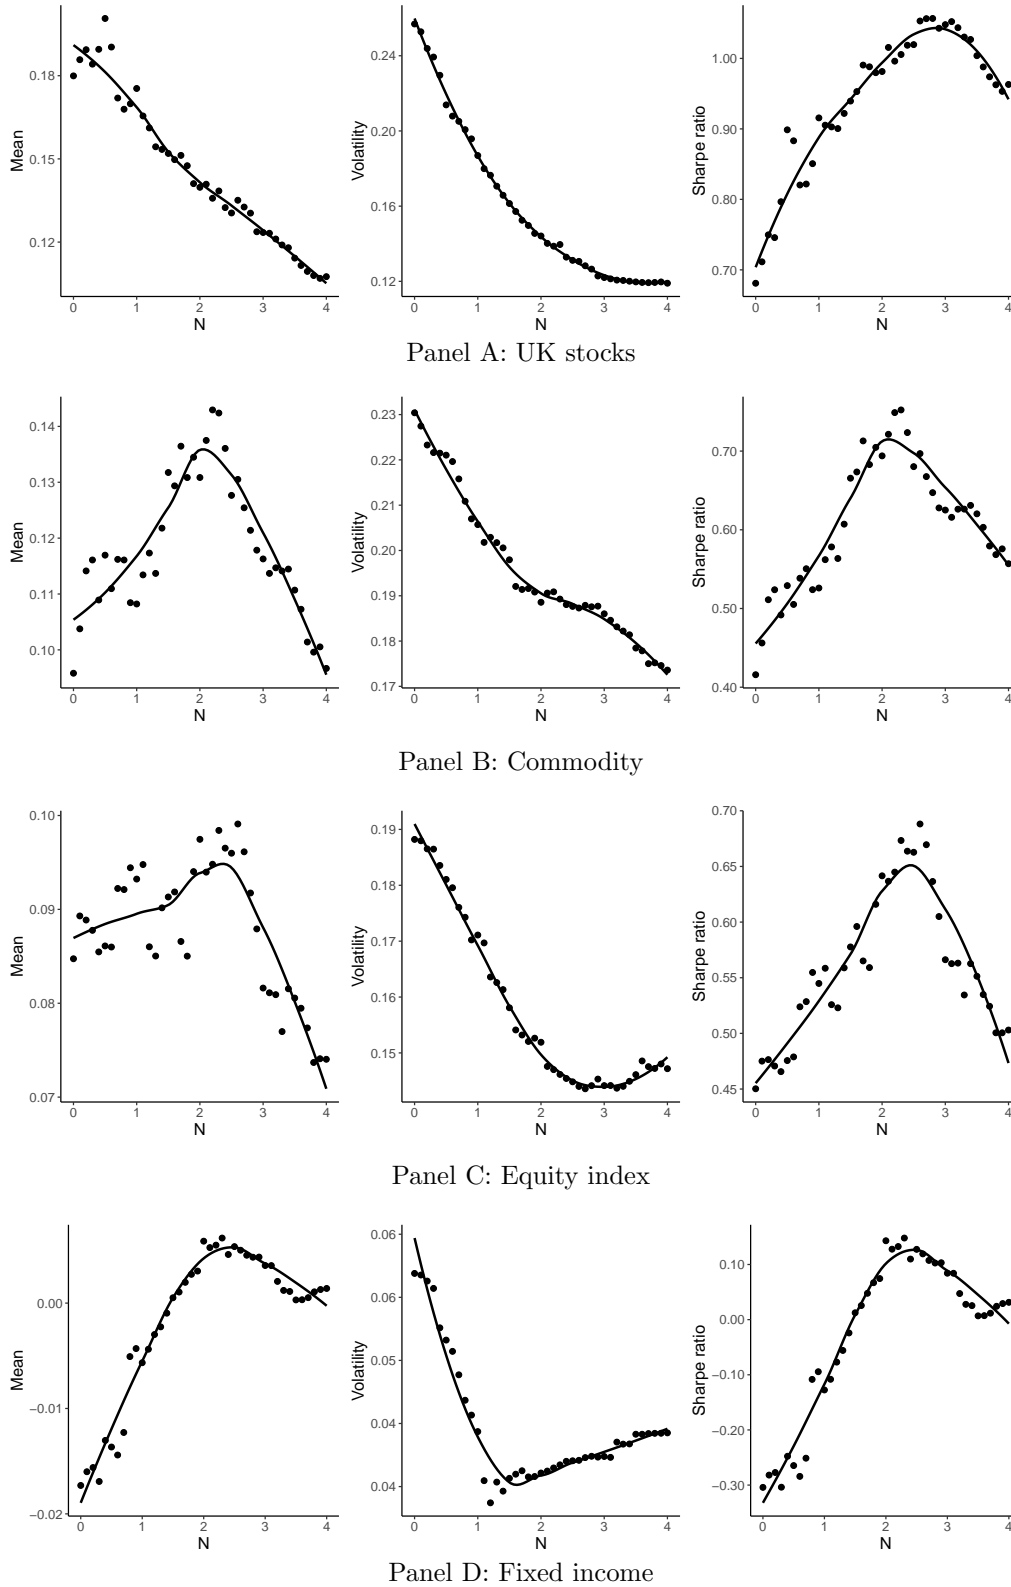 Mean
0.18
0.15
0.12
0 1 2 3 4
N
Volatility
0.24
0.20
0.16
0.12
0 1 2 3 4
N
Sharpe ratio
1.00
0.90
0.80
0.70
0 1 2 3 4
N
Panel A: UK stocks
Mean
0.14
0.13
0.12
0.11
0.10
0 1 2 3 4
N
Volatility
0.23
0.22
0.21
0.20
0.19
0.18
0.17
0 1 2 3 4
N
Sharpe ratio
0.70
0.60
0.50
0.40
0 1 2 3 4
N
Panel B: Commodity
Mean
0.10
0.09
0.08
0.07
0 1 2 3 4
N
Volatility
0.19
0.18
0.17
0.16
0.15
0 1 2 3 4
N
Sharpe ratio
0.70
0.65
0.60
0.55
0.50
0.45
0 1 2 3 4
N
Panel C: Equity index
Mean
0.00
−0.01
−0.02
0 1 2 3 4
N
Volatility
0.06
0.06
0.05
0.04
0.04
0 1 2 3 4
N
Sharpe ratio
0.10
0.00
−0.10
−0.20
−0.30
0 1 2 3 4
N
Panel D: Fixed income